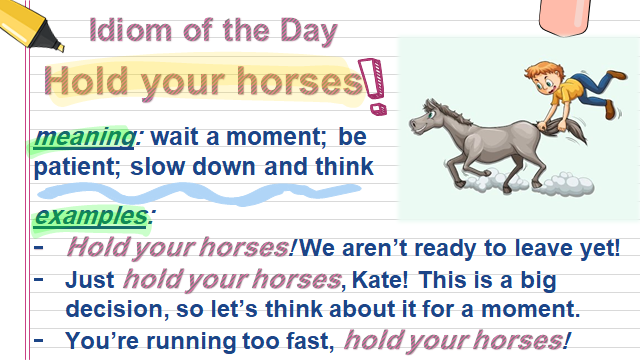 Idiom of the Day
Hold your horses!
meaning: wait a moment; be
patient; slow down and think
examples:
- Hold your horses! We aren't ready to leave yet!
- Just hold your horses, Kate! This is a big
decision, so let's think about it for a moment.
- You're running too fast, hold your horses!